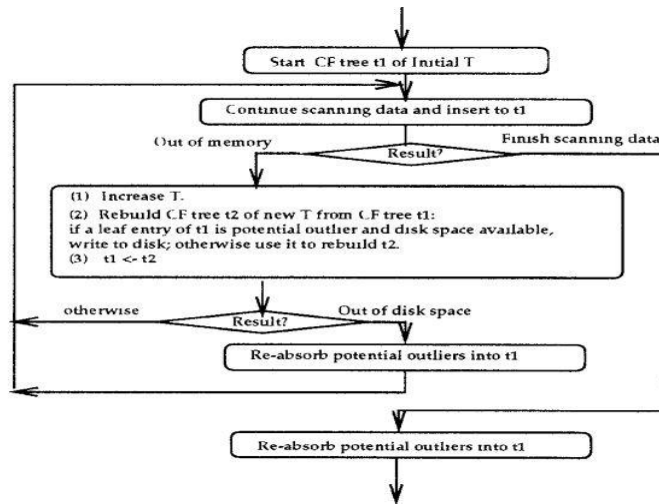 Start CF tree t1 of Initial T
Continue scanning data and insert to t1
Out of memory
Result?
Finish scanning data
(1) Increase T.
(2) Rebuild CF tree t2 of new T from CF tree t1:
if a leaf entry of t1 is potential outlier and disk space available,
write to disk; otherwise use it to rebuild t2.
(3) t1 <- t2
otherwise
Result?
Out of disk space
Re-absorb potential outliers into t1
Re-absorb potential outliers into t1